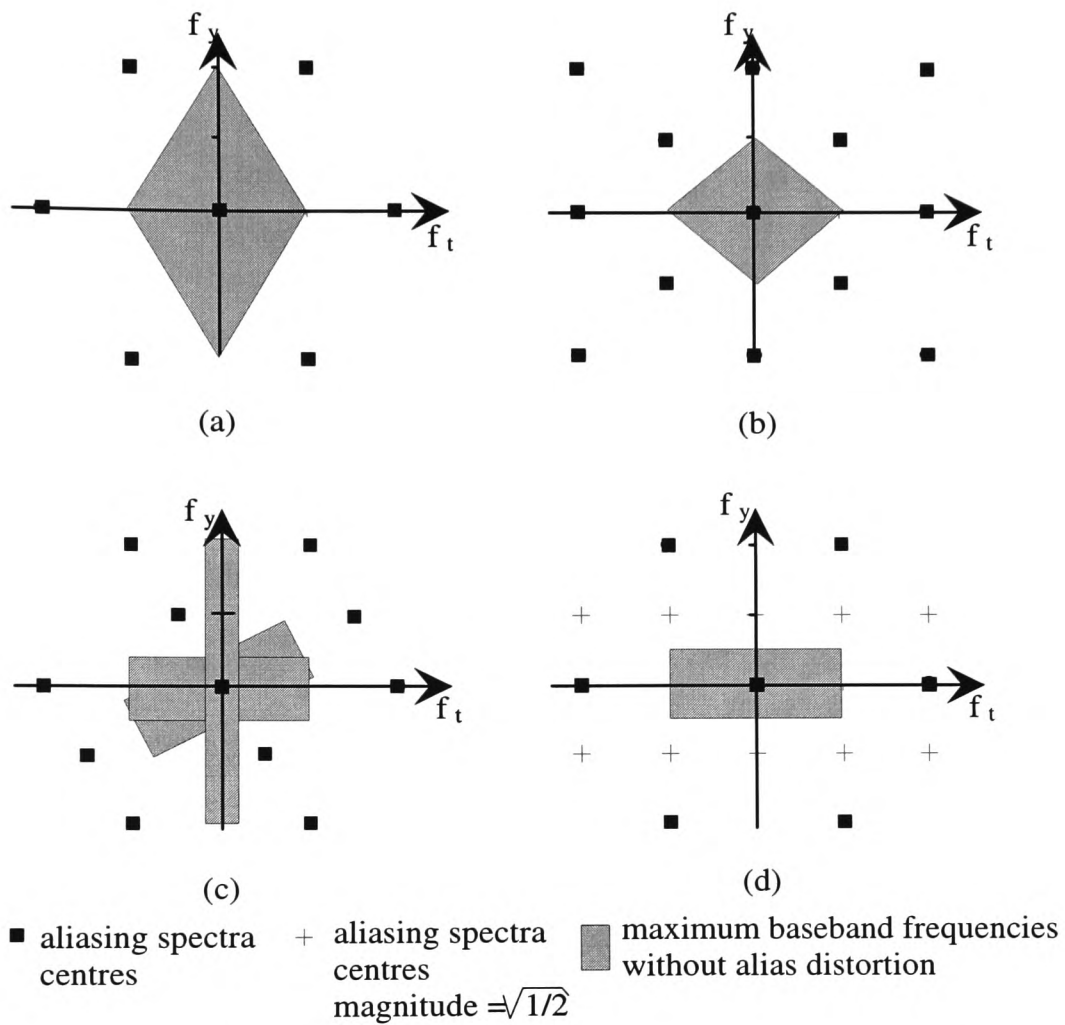 f y
f y
f t
f t
(a)
(b)
f y
f y
f t
f t
(c)
(d)
aliasing spectra
centres
aliasing spectra
centres
magnitude =√1/2
maximum baseband frequencies
without alias distortion